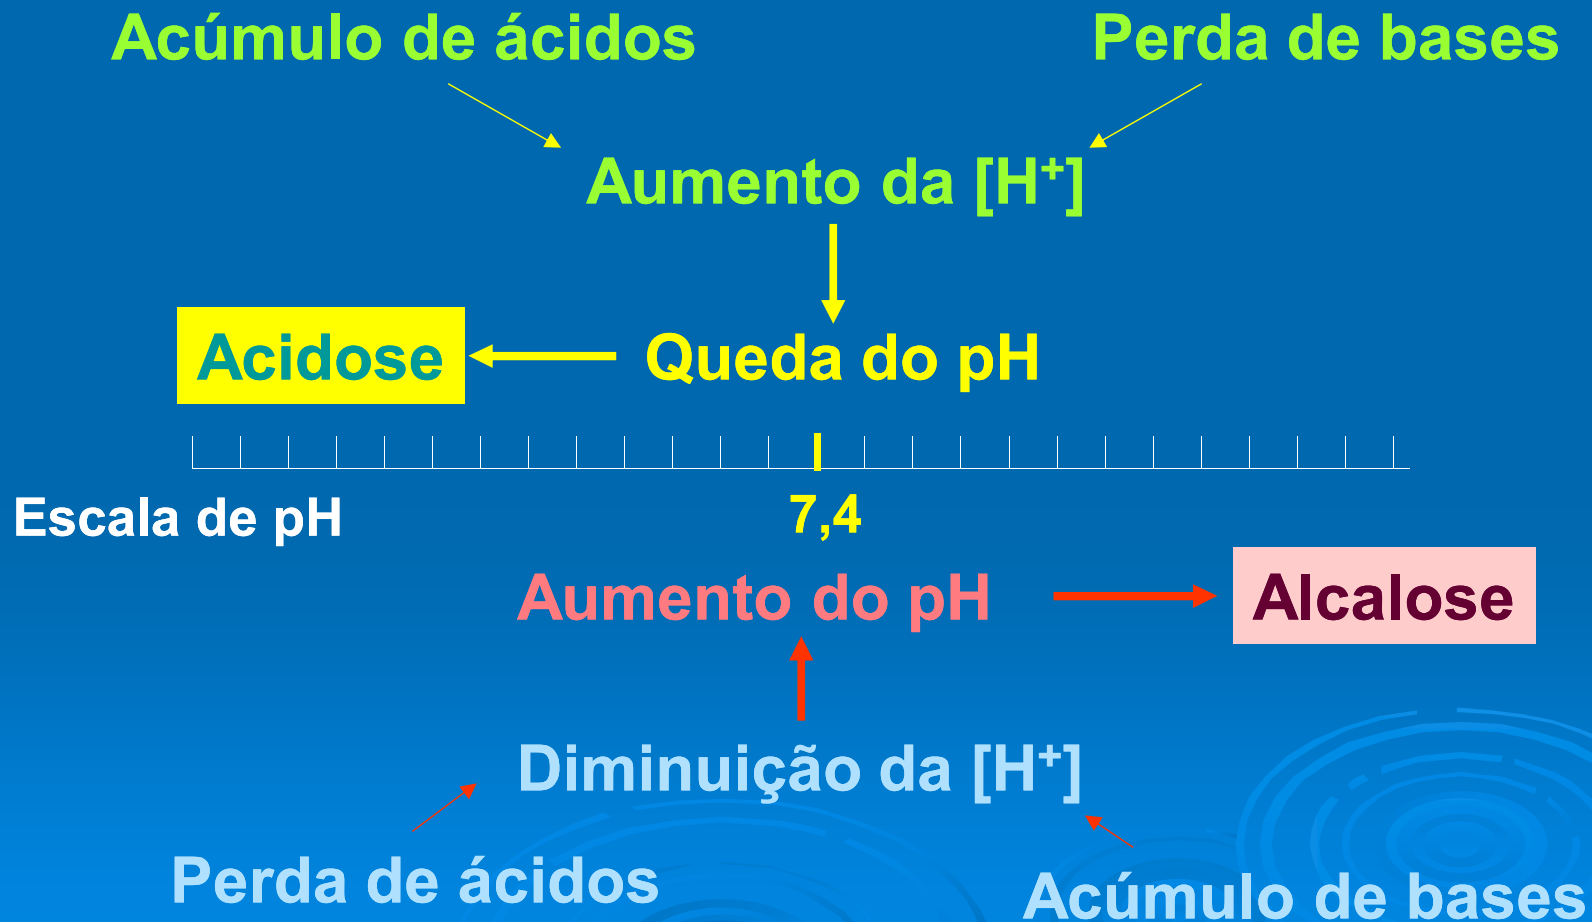 Acúmulo de ácidos
Perda de bases
Aumento da [H⁺]
Acidose
Queda do pH
Escala de pH
7,4
Aumento do pH
Alcalose
Diminuição da [H⁺]
Perda de ácidos
Acúmulo de bases